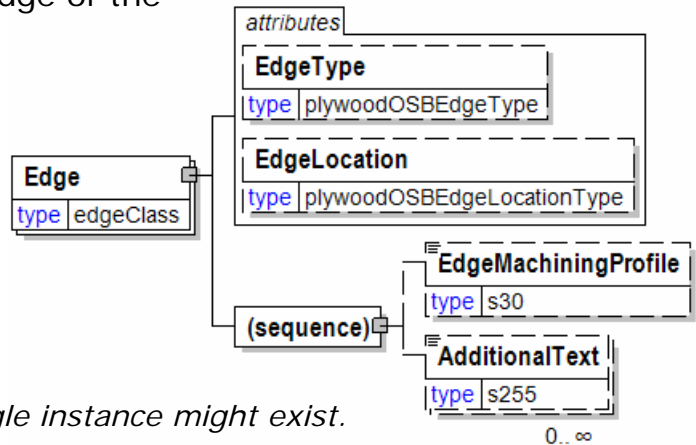 dge of the
attributes
EdgeType
type plywoodOSBEdgeType
EdgeLocation
type plywoodOSBEdgeLocationType
Edge
type edgeClass
EdgeMachiningProfile
type s30
(sequence)
AdditionalText
type s255
gle instance might exist.
0..∞